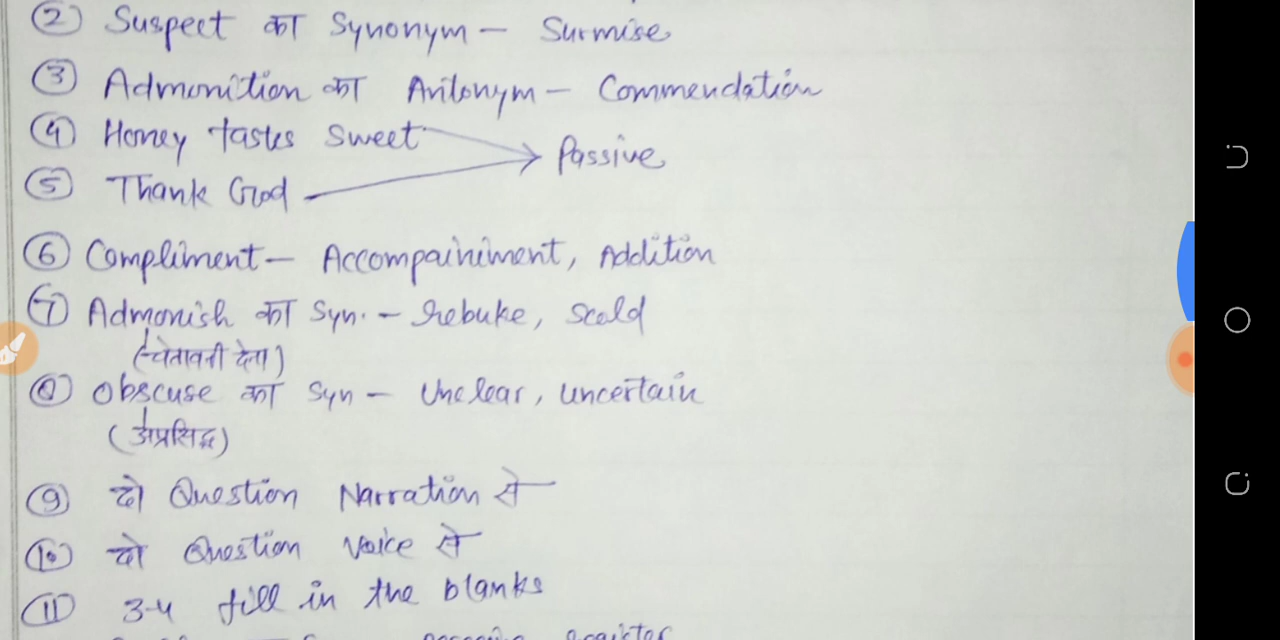 ② Suspect का Synonym - Surmise
③ Admonition का Antonym - Commendation
④ Honey tastes sweet
Passive
⑤ Thank God
⑥ Compliment - Accompainiment, Addition
⑦ Admonish का Syn. - rebuke, Scold
(चेतावनी देना)
⑧ Obscuse का Syn - Unclear, uncertain
(अप्रसिद्ध)
⑨ दो Question Narration से
⑩ दो Question Voice से
⑪ 3-4 fill in the blanks